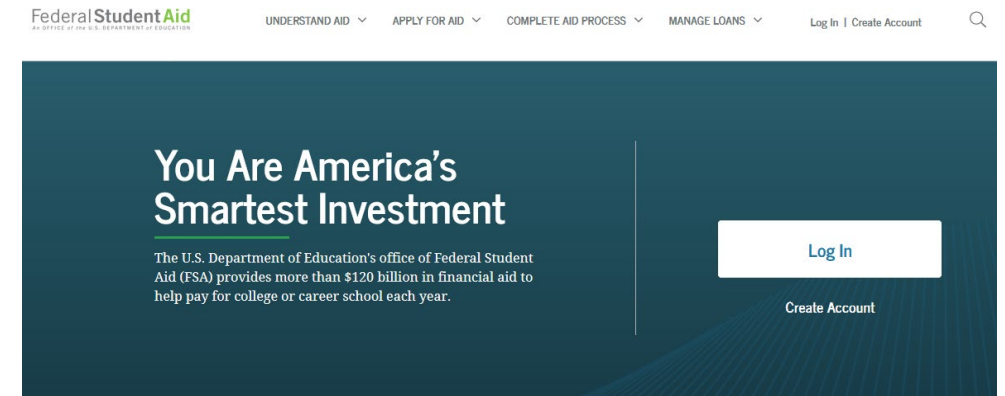 Federal Student Aid
An OFFICE of the U.S. DEPARTMENT of EDUCATION
UNDERSTAND AID
APPLY FOR AID
COMPLETE AID PROCESS
MANAGE LOANS
Log In | Create Account
You Are America's
Smartest Investment
The U.S. Department of Education's office of Federal Student
Aid (FSA) provides more than $120 billion in financial aid to
help pay for college or career school each year.
Log In
Create Account